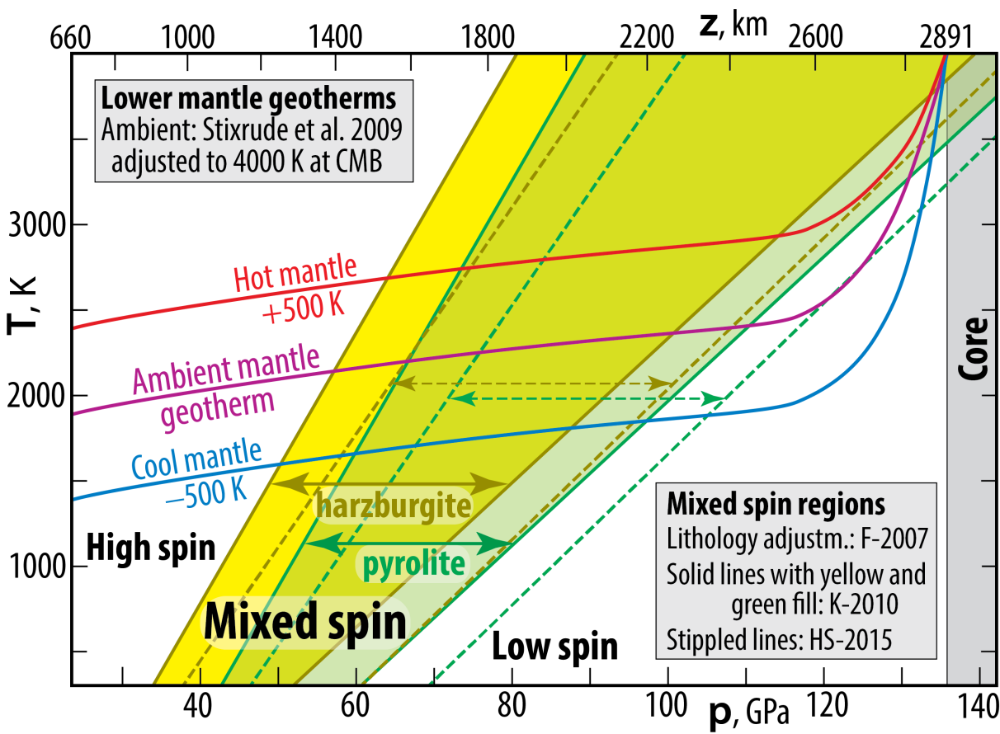 z, km
660 1000 1400 1800 2200 2600 2891
Lower mantle geotherms
Ambient: Stixrude et al. 2009
adjusted to 4000 K at CMB
T, K
3000
2000
1000
Hot mantle
+500 K
Ambient mantle
geotherm
Cool mantle
–500 K
Core
harzburgite
pyrolite
High spin
Mixed spin
Low spin
Mixed spin regions
Lithology adjustm.: F-2007
Solid lines with yellow and
green fill: K-2010
Stippled lines: HS-2015
40 60 80 100 120 140
p, GPa